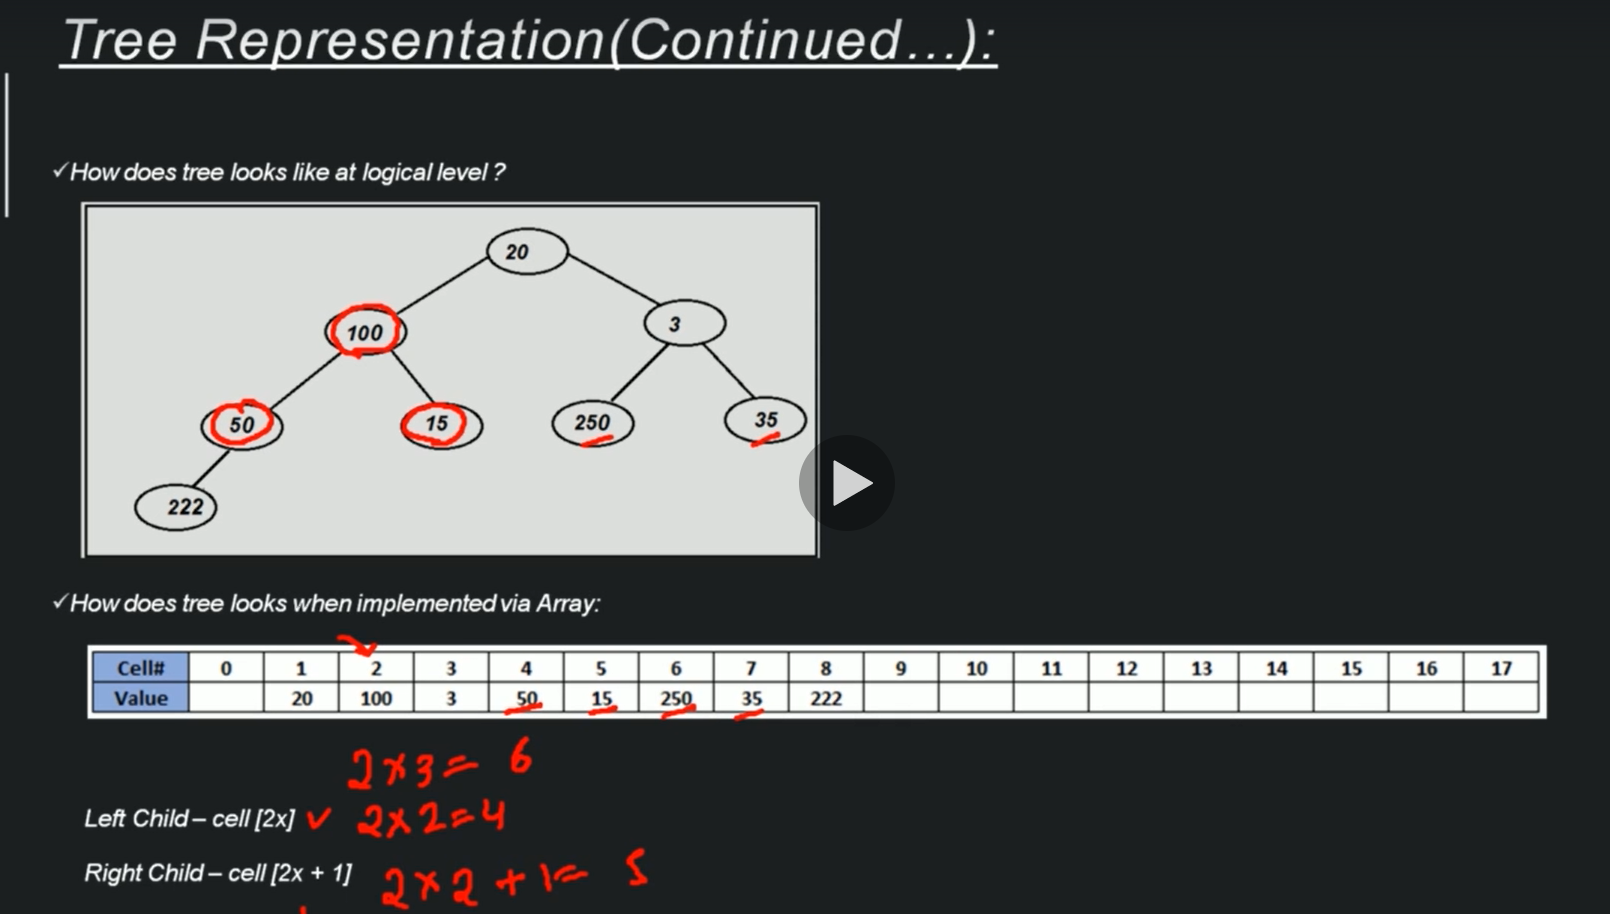 Tree Representation(Continued...):
✓How does tree looks like at logical level ?
20
100
3
50
15
250
35
222
✓How does tree looks when implemented via Array:
Cell# 0 1 2 3 4 5 6 7 8 9 10 11 12 13 14 15 16 17
Value 20 100 3 50 15 250 35 222
2×3= 6
Left Child – cell [2x] ✓ 2×2=4
Right Child – cell [2x + 1] 2×2+1= 5